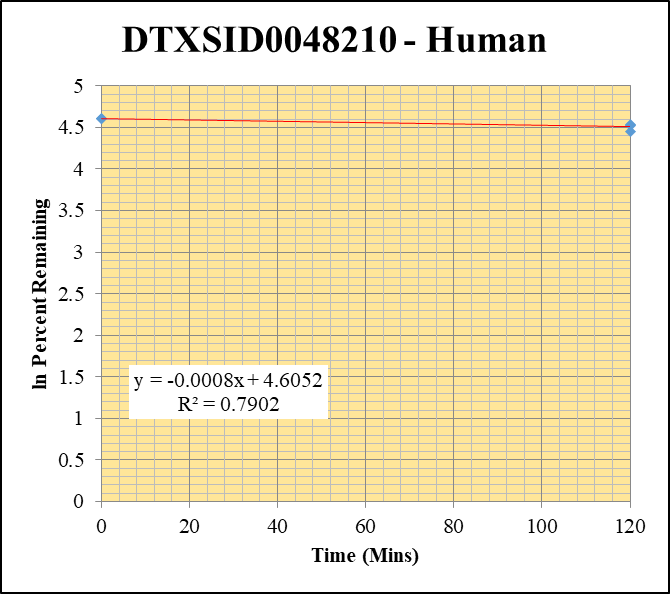 DTXSID0048210 - Human
5
4.5
4
3.5
3
2.5
2
1.5
1
0.5
0
ln Percent Remaining
y = -0.0008x + 4.6052
R² = 0.7902
0 20 40 60 80 100 120
Time (Mins)